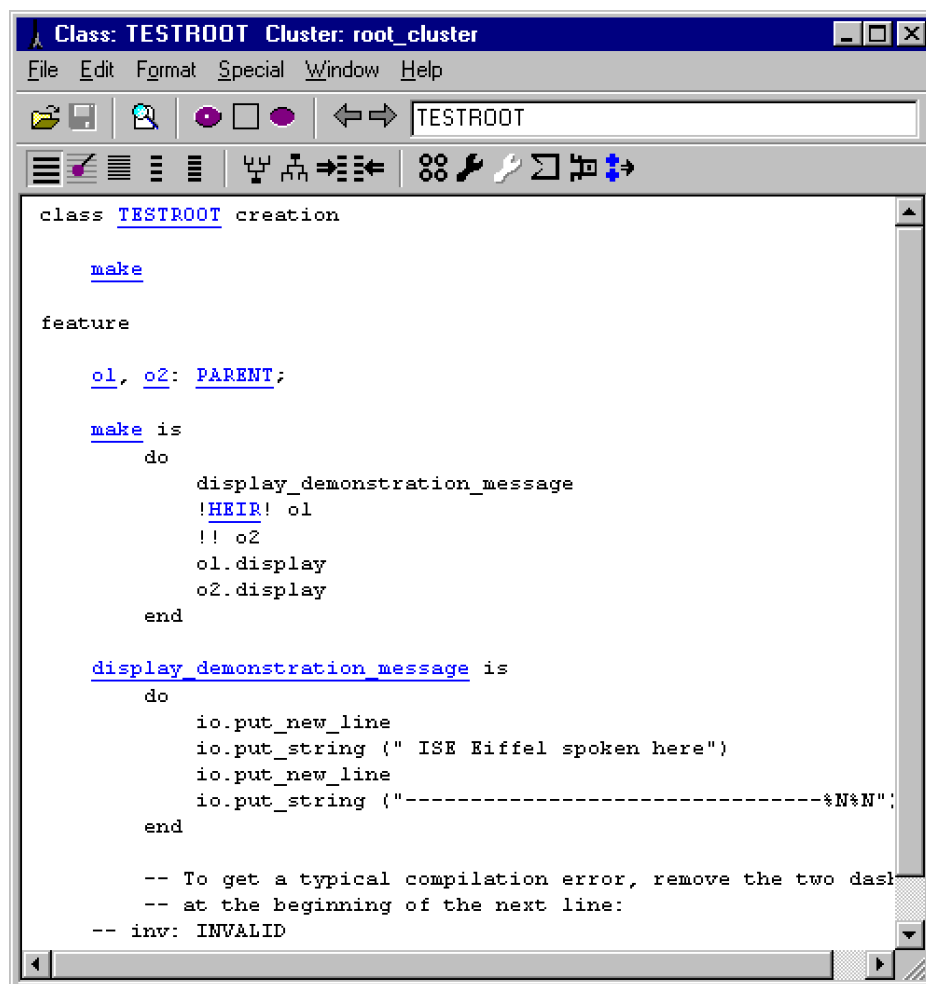 Class: TESTROOT  Cluster: root_cluster
File Edit Format Special Window Help
TESTROOT
class TESTROOT creation
make
feature
o1, o2: PARENT;
make is
do
display_demonstration_message
!HEIR! o1
!! o2
o1.display
o2.display
end
display_demonstration_message is
do
io.put_new_line
io.put_string (" ISE Eiffel spoken here")
io.put_new_line
io.put_string ("--------------------------------%N%N")
end
-- To get a typical compilation error, remove the two dash
-- at the beginning of the next line:
-- inv: INVALID